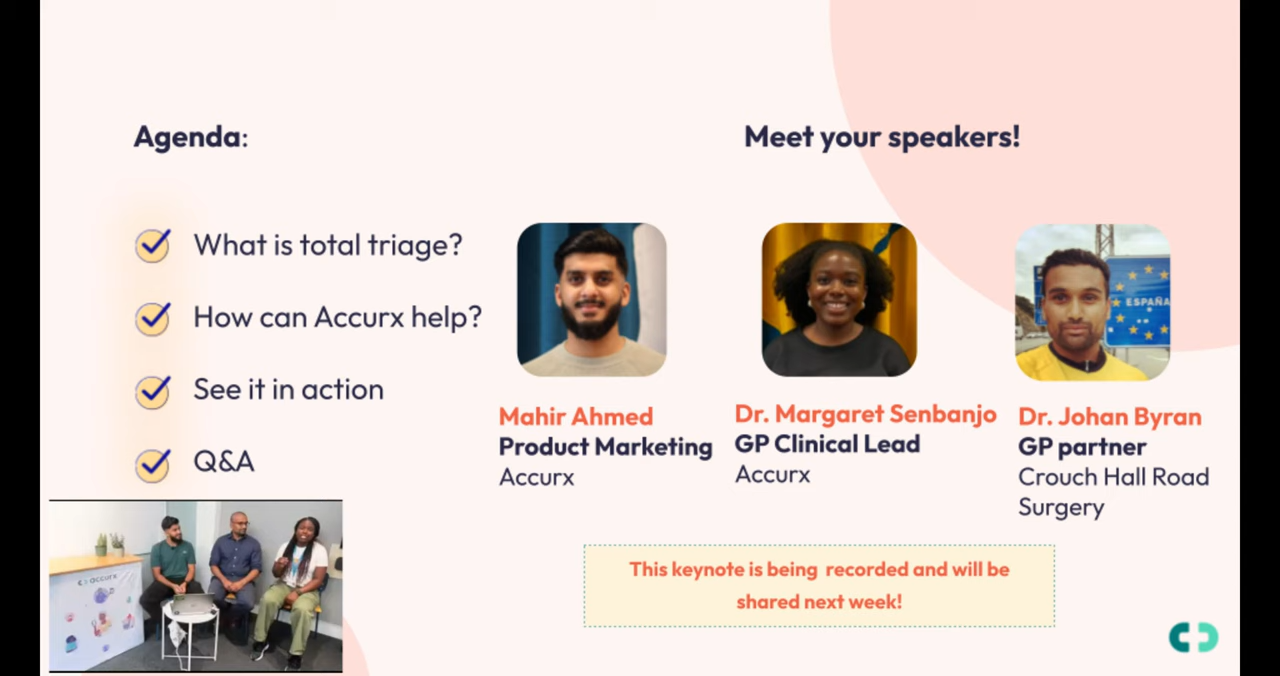 Agenda:
What is total triage?
How can Accurx help?
See it in action
Q&A
Meet your speakers!
ESPAÑA
Mahir Ahmed
Product Marketing
Accurx
Dr. Margaret Senbanjo
GP Clinical Lead
Accurx
Dr. Johan Byran
GP partner
Crouch Hall Road
Surgery
accurx
This keynote is being recorded and will be
shared next week!